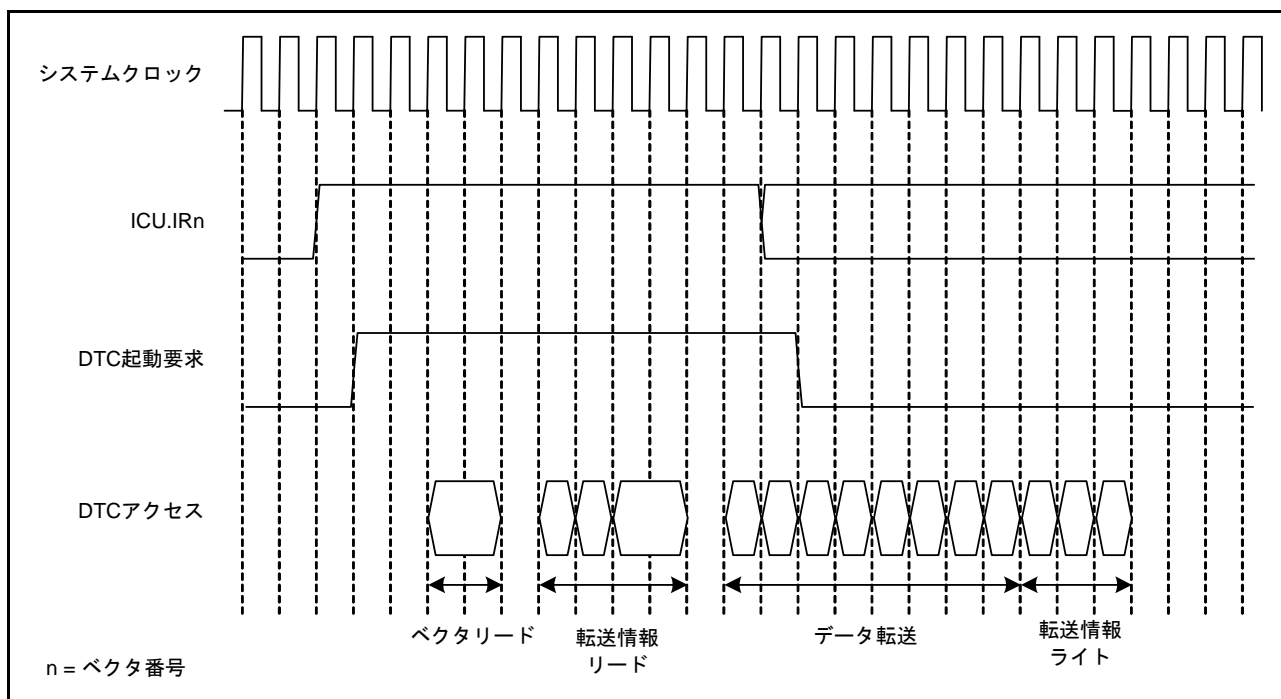 システムクロック
ICU.IRn
DTC起動要求
DTCアクセス
ベクタリード
転送情報
リード
データ転送
転送情報
ライト
n = ベクタ番号